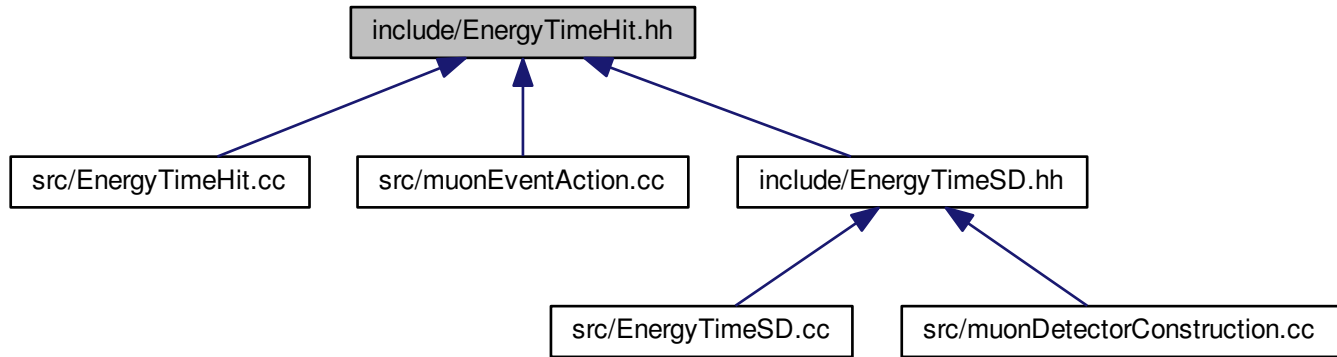 include/EnergyTimeHit.hh
src/EnergyTimeHit.cc
src/muonEventAction.cc
include/EnergyTimeSD.hh
src/EnergyTimeSD.cc
src/muonDetectorConstruction.cc